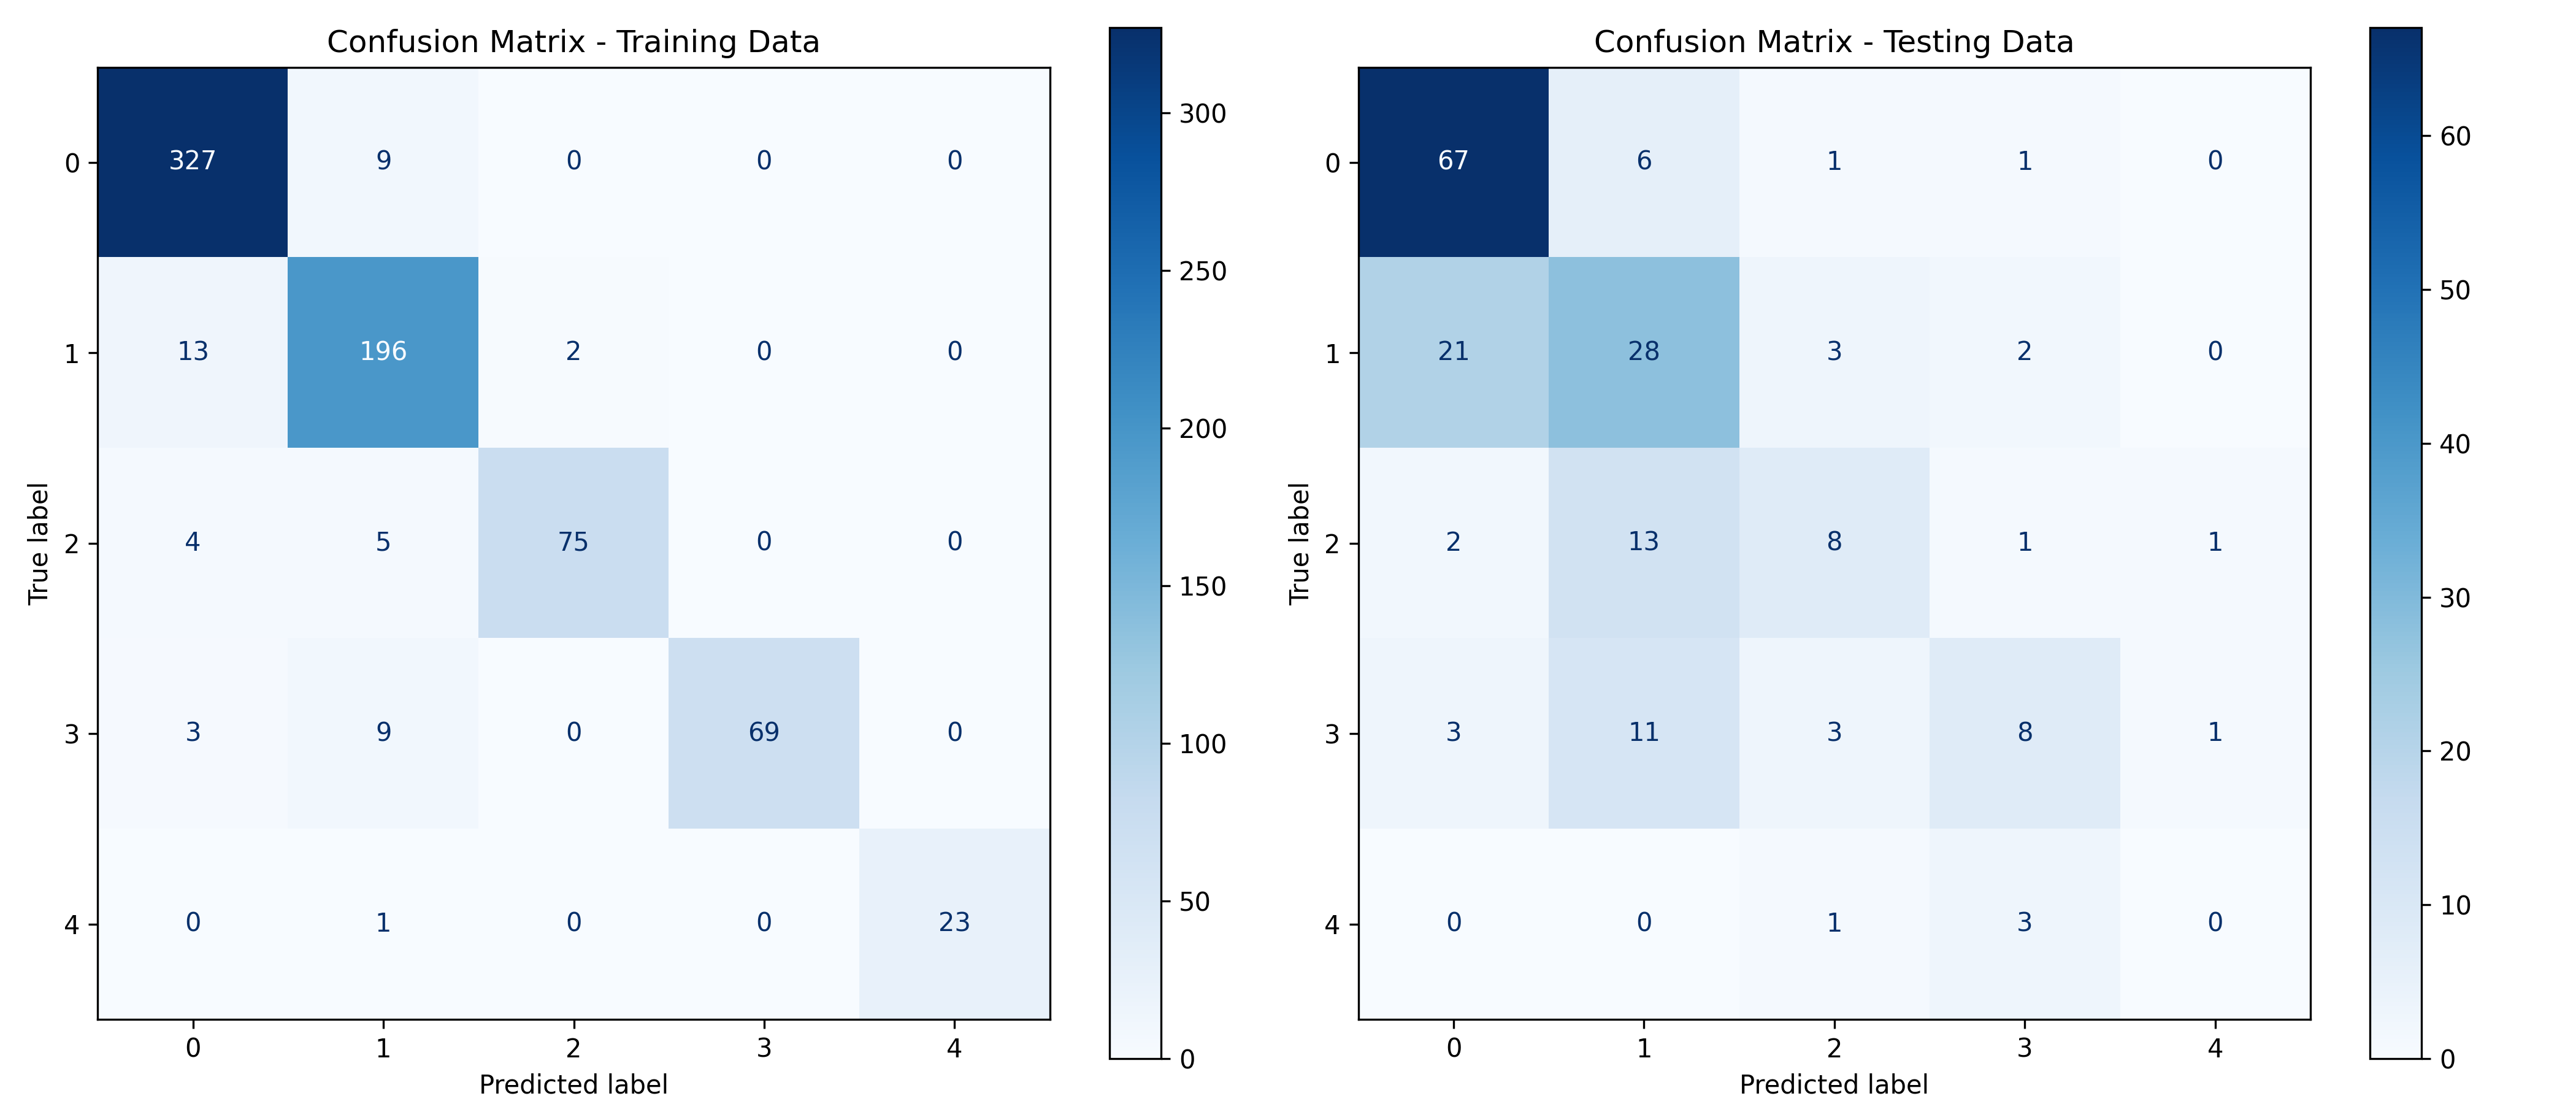 Confusion Matrix - Training Data
0 327 9 0 0 0
1 13 196 2 0 0
2 4 5 75 0 0
3 3 9 0 69 0
4 0 1 0 0 23
0 1 2 3 4
Predicted label
True label
300
250
200
150
100
50
0
Confusion Matrix - Testing Data
0 67 6 1 1 0
1 21 28 3 2 0
2 2 13 8 1 1
3 3 11 3 8 1
4 0 0 1 3 0
0 1 2 3 4
Predicted label
True label
60
50
40
30
20
10
0